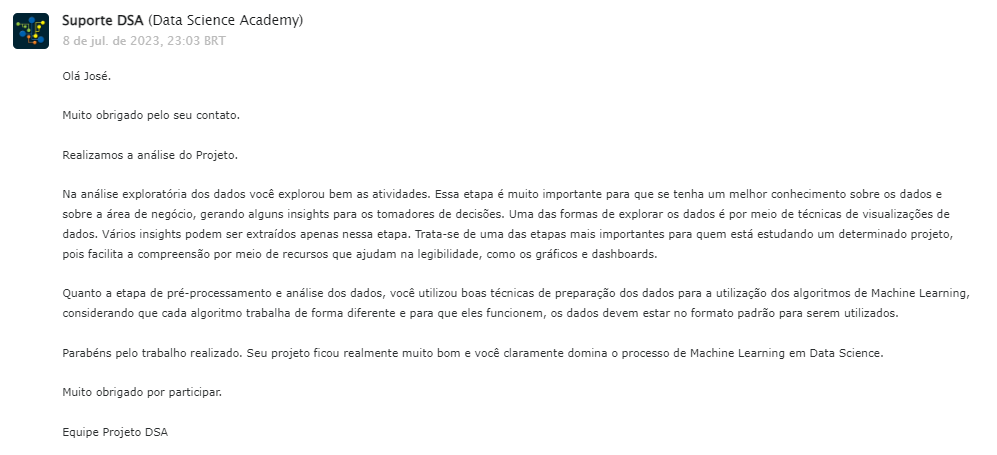 Suporte DSA (Data Science Academy)
8 de jul. de 2023, 23:03 BRT
Olá José.
Muito obrigado pelo seu contato.
Realizamos a análise do Projeto.
Na análise exploratória dos dados você explorou bem as atividades. Essa etapa é muito importante para que se tenha um melhor conhecimento sobre os dados e
sobre a área de negócio, gerando alguns insights para os tomadores de decisões. Uma das formas de explorar os dados é por meio de técnicas de visualizações de
dados. Vários insights podem ser extraídos apenas nessa etapa. Trata-se de uma das etapas mais importantes para quem está estudando um determinado projeto,
pois facilita a compreensão por meio de recursos que ajudam na legibilidade, como os gráficos e dashboards.
Quanto a etapa de pré-processamento e análise dos dados, você utilizou boas técnicas de preparação dos dados para a utilização dos algoritmos de Machine Learning,
considerando que cada algoritmo trabalha de forma diferente e para que eles funcionem, os dados devem estar no formato padrão para serem utilizados.
Parabéns pelo trabalho realizado. Seu projeto ficou realmente muito bom e você claramente domina o processo de Machine Learning em Data Science.
Muito obrigado por participar.
Equipe Projeto DSA